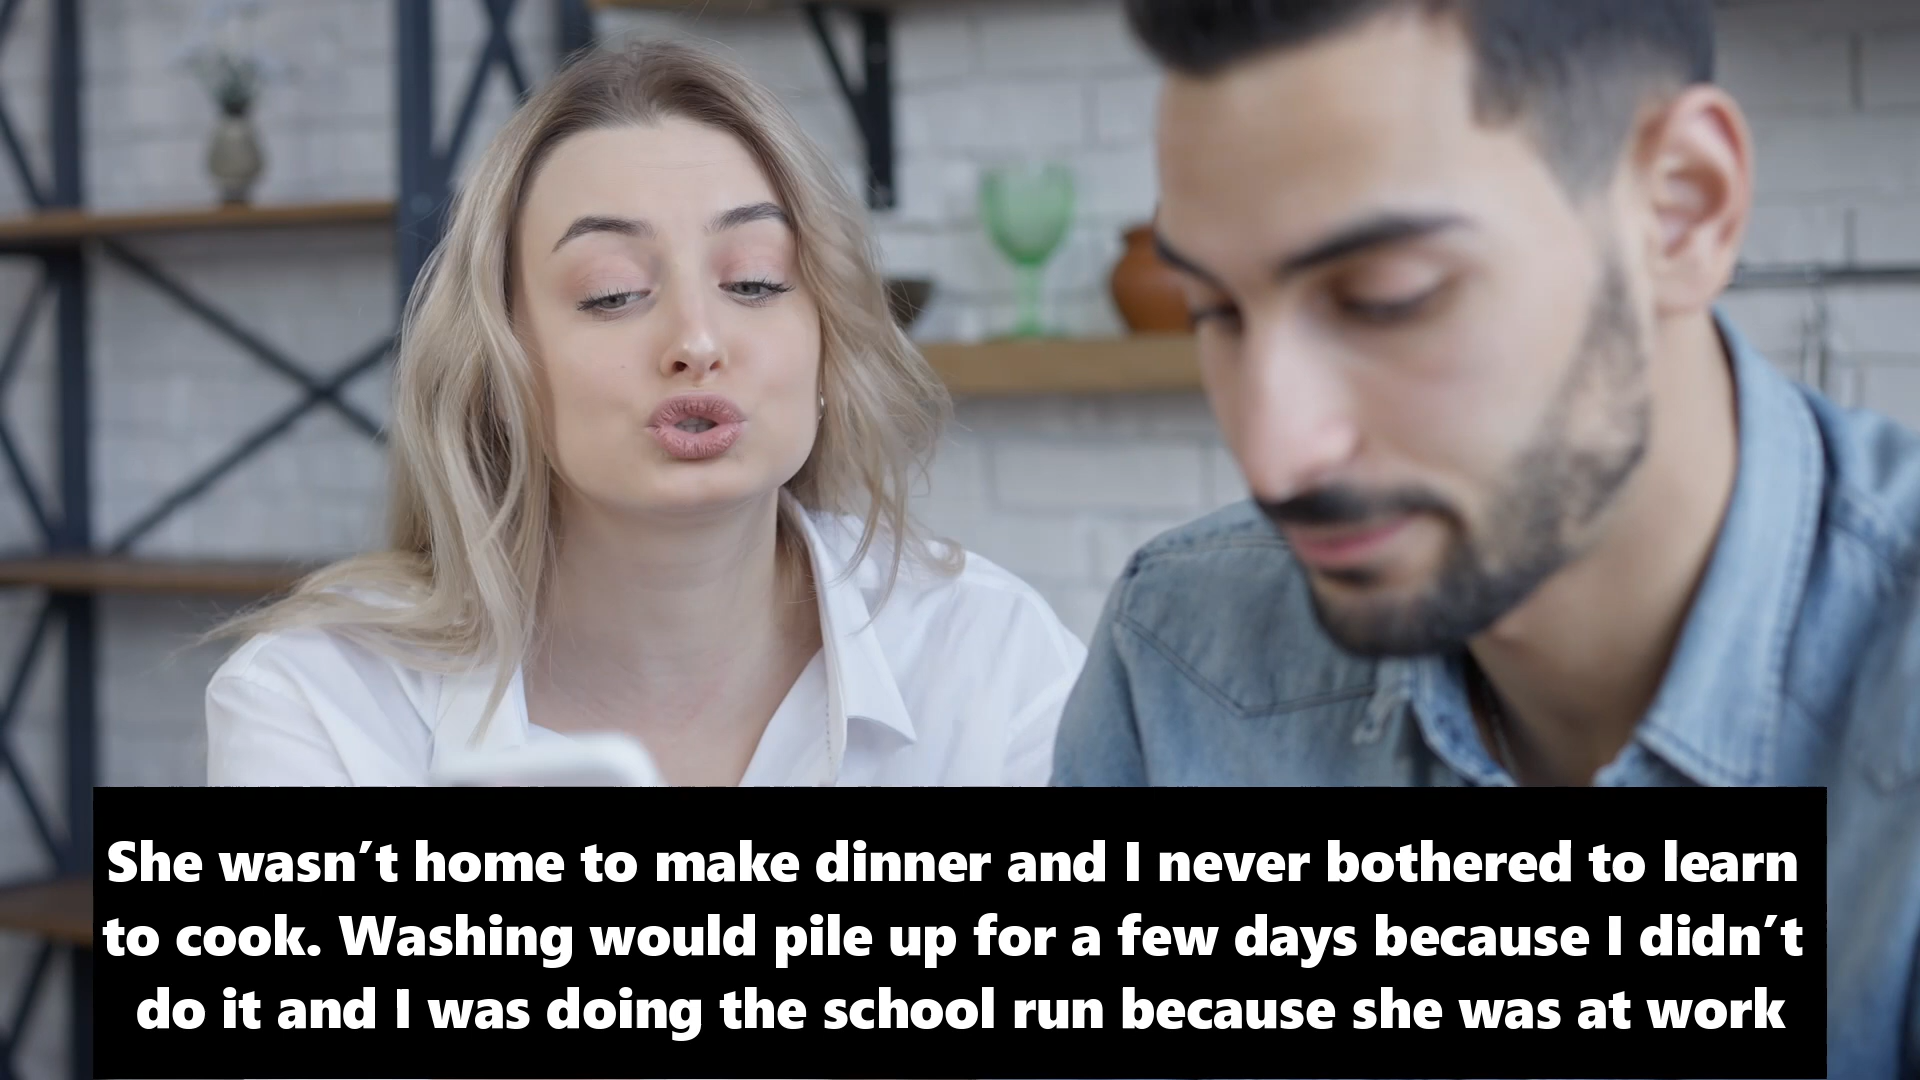 She wasn’t home to make dinner and I never bothered to learn
to cook. Washing would pile up for a few days because I didn’t
do it and I was doing the school run because she was at work